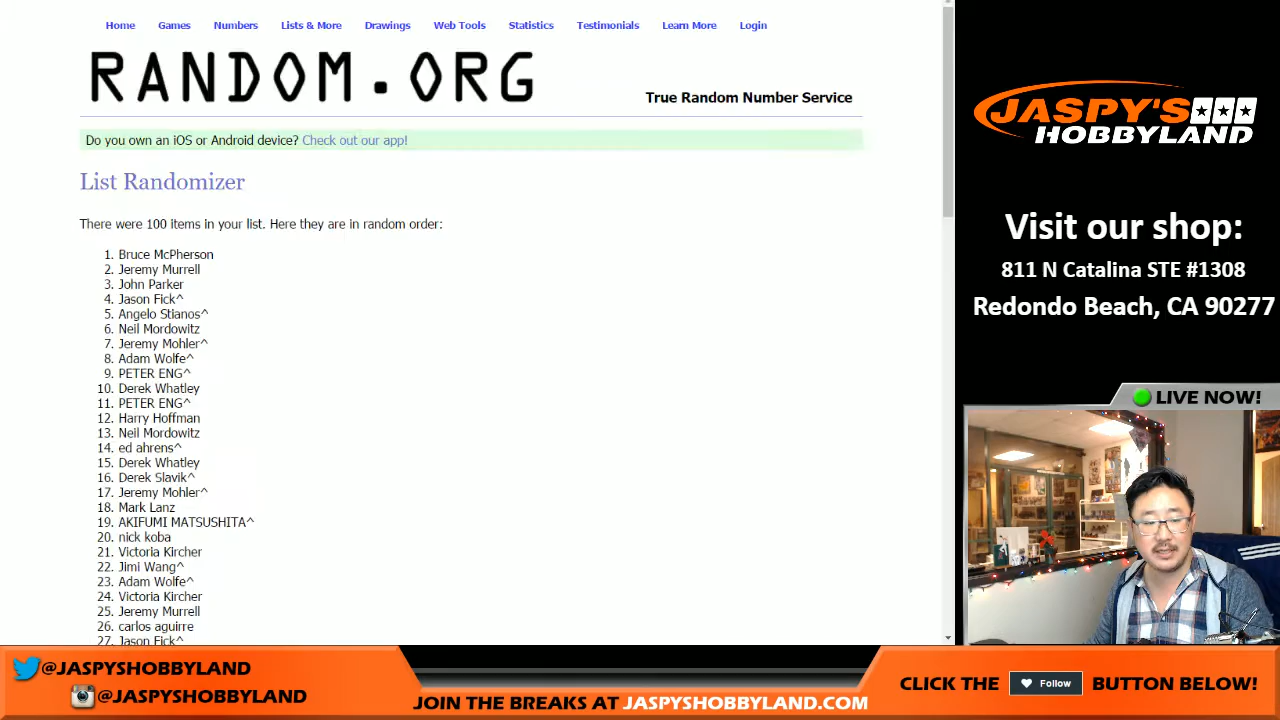 Home Games Numbers Lists & More Drawings Web Tools Statistics Testimonials Learn More Login
RANDOM.ORG
True Random Number Service
Do you own an iOS or Android device? Check out our app!
List Randomizer
There were 100 items in your list. Here they are in random order:
1. Bruce McPherson
2. Jeremy Murrell
3. John Parker
4. Jason Fick^
5. Angelo Stianos^
6. Neil Mordowitz
7. Jeremy Mohler^
8. Adam Wolfe^
9. PETER ENG^
10. Derek Whatley
11. PETER ENG^
12. Harry Hoffman
13. Neil Mordowitz
14. ed ahrens^
15. Derek Whatley
16. Derek Slavik^
17. Jeremy Mohler^
18. Mark Lanz
19. AKIFUMI MATSUSHITA^
20. nick koba
21. Victoria Kircher
22. Jimi Wang^
23. Adam Wolfe^
24. Victoria Kircher
25. Jeremy Murrell
26. carlos aguirre
27. Jason Fick^
JASPY'S
HOBBYLAND
Visit our shop:
811 N Catalina STE #1308
Redondo Beach, CA 90277
LIVE NOW!
@JASPYSHOBBYLAND
@JASPYSHOBBYLAND
JOIN THE BREAKS AT JASPYSHOBBYLAND.COM
CLICK THE Follow BUTTON BELOW!